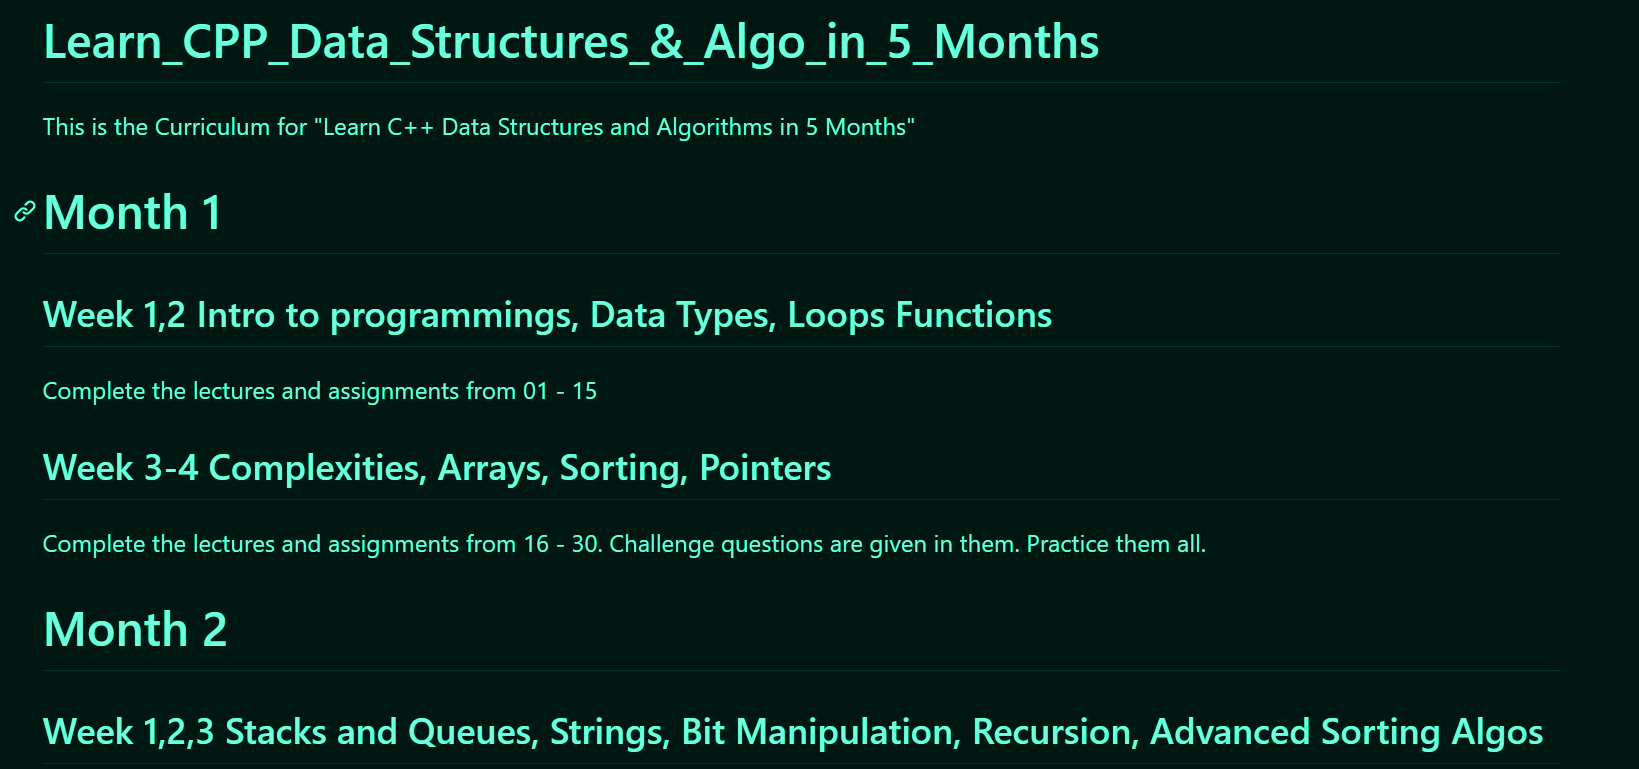 Learn_CPP_Data_Structures_&_Algo_in_5_Months
This is the Curriculum for "Learn C++ Data Structures and Algorithms in 5 Months"
Month 1
Week 1,2 Intro to programmings, Data Types, Loops Functions
Complete the lectures and assignments from 01 - 15
Week 3-4 Complexities, Arrays, Sorting, Pointers
Complete the lectures and assignments from 16 - 30. Challenge questions are given in them. Practice them all.
Month 2
Week 1,2,3 Stacks and Queues, Strings, Bit Manipulation, Recursion, Advanced Sorting Algos